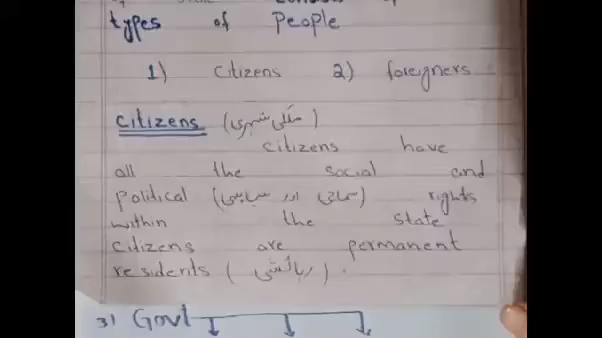 types of People
1) citizens 2) foreigners
citizens (ملکی شہری)
citizens have
all the social and
political (سماجی اور سیاسی) rights
within the state
citizens are permanent
residents (رہائشی).
3) Govt